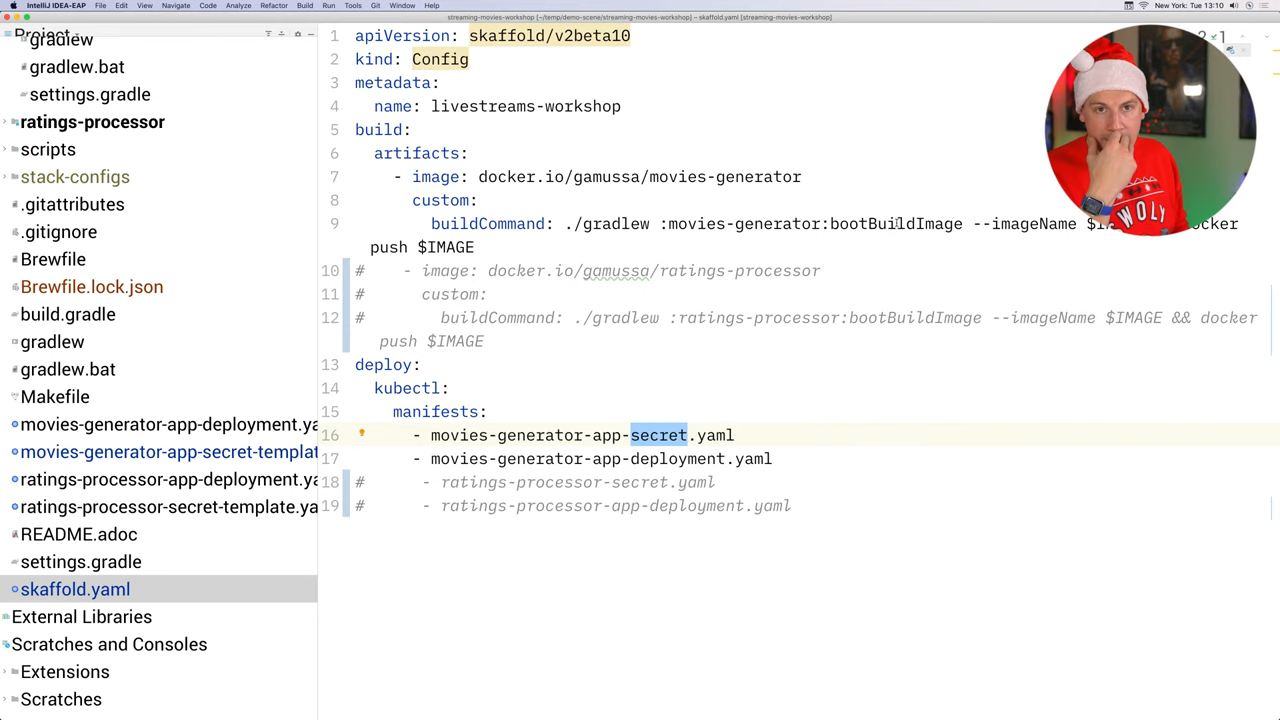 IntelliJ IDEA-EAP File Edit View Navigate Code Analyze Refactor Build Run Tools Git Window Help New York: Tue 13:10
streaming-movies-workshop [~/temp/demo-scene/streaming-movies-workshop] – skaffold.yaml [streaming-movies-workshop]
Project
gradlew
gradlew.bat
settings.gradle
ratings-processor
scripts
stack-configs
.gitattributes
.gitignore
Brewfile
Brewfile.lock.json
build.gradle
gradlew
gradlew.bat
Makefile
movies-generator-app-deployment.ya
movies-generator-app-secret-templat
ratings-processor-app-deployment.ya
ratings-processor-secret-template.ya
README.adoc
settings.gradle
skaffold.yaml
External Libraries
Scratches and Consoles
Extensions
Scratches
1 apiVersion: skaffold/v2beta10
2 kind: Config
3 metadata:
4 name: livestreams-workshop
5 build:
6 artifacts:
7 - image: docker.io/gamussa/movies-generator
8 custom:
9 buildCommand: ./gradlew :movies-generator:bootBuildImage --imageName
push $IMAGE
10 # - image: docker.io/gamussa/ratings-processor
11 # custom:
12 # buildCommand: ./gradlew :ratings-processor:bootBuildImage --imageName $IMAGE && docker
push $IMAGE
13 deploy:
14 kubectl:
15 manifests:
16 - movies-generator-app-secret.yaml
17 - movies-generator-app-deployment.yaml
18 # - ratings-processor-secret.yaml
19 # - ratings-processor-app-deployment.yaml
WOLY